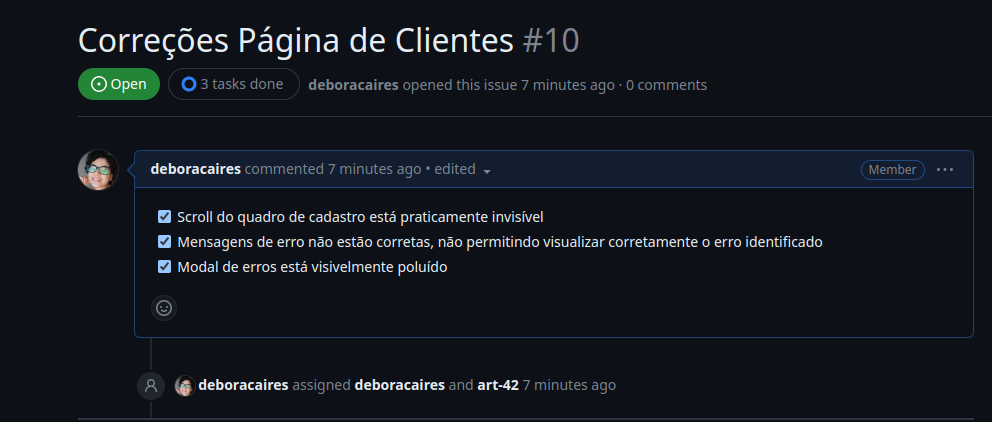 Correções Página de Clientes #10
Open 3 tasks done deboracaires opened this issue 7 minutes ago · 0 comments
deboracaires commented 7 minutes ago • edited Member ...
Scroll do quadro de cadastro está praticamente invisível
Mensagens de erro não estão corretas, não permitindo visualizar corretamente o erro identificado
Modal de erros está visivelmente poluído
deboracaires assigned deboracaires and art-42 7 minutes ago